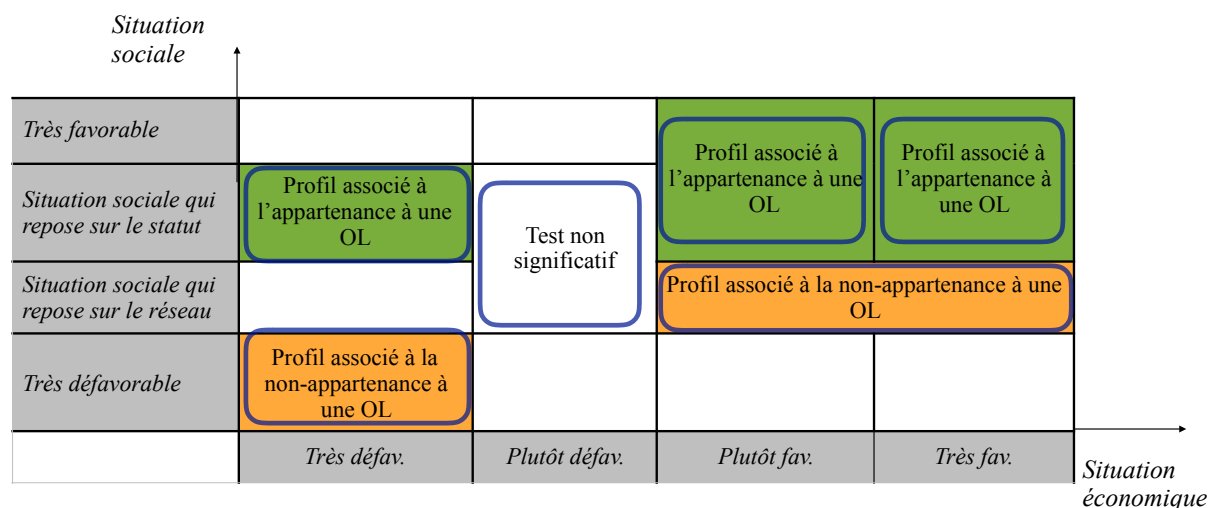 Situation
sociale
Très favorable
Profil associé à
l'appartenance à une
OL
Profil associé à
l'appartenance à
une OL
Situation sociale qui
repose sur le statut
Profil associé à
l'appartenance à une
OL
Test non
significatif
Situation sociale qui
repose sur le réseau
Profil associé à la non-appartenance à une
OL
Très défavorable
Profil associé à la
non-appartenance à
une OL
Très défav.
Plutôt défav.
Plutôt fav.
Très fav.
Situation
économique